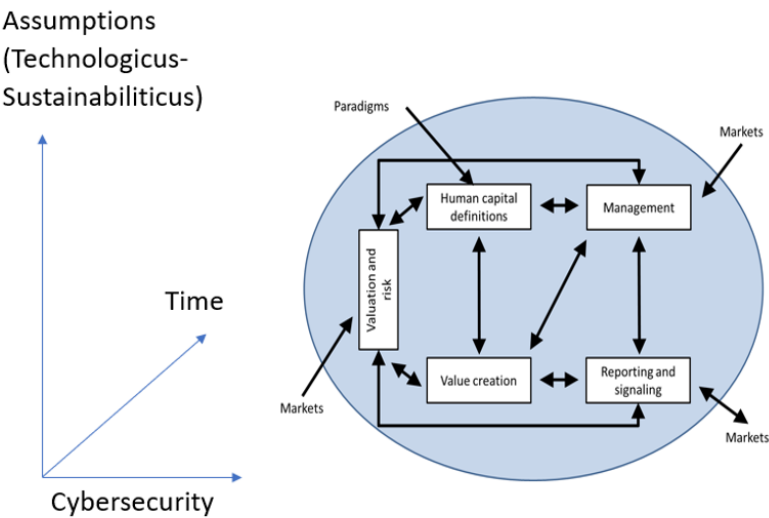 Assumptions
(Technologicus-
Sustainabiliticus)
Time
Cybersecurity
Paradigms
Markets
Human capital
definitions
Management
Valuation and
risk
Value creation
Reporting and
signaling
Markets
Markets